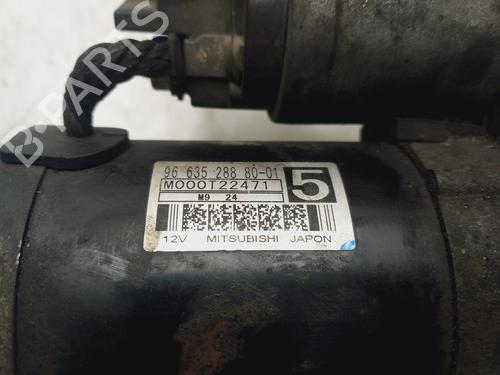 B-PARTS
96 635 288 80-01
M000T22471
5
M9 24
12V MITSUBISHI JAPON